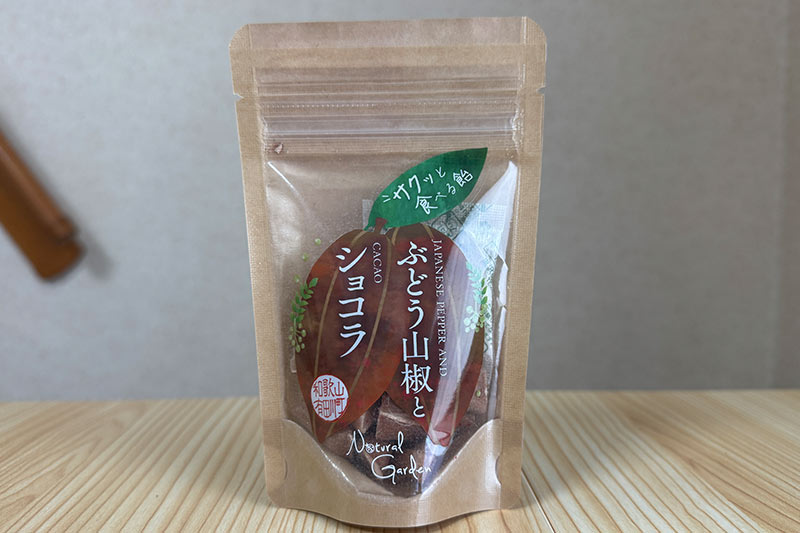 サクッと
食べる飴
ぶどう山椒と
JAPANESE PEPPER AND
ショコラ
CACAO
和歌山
有田川町
Natural
Garden